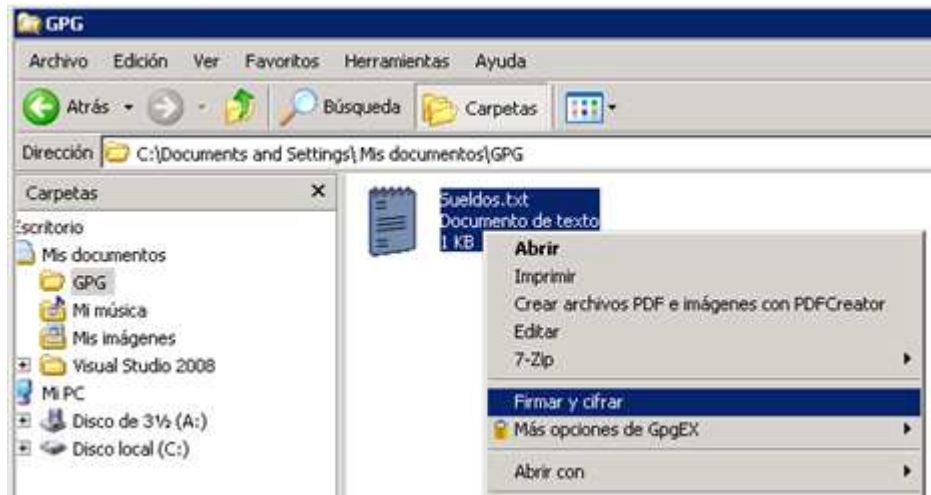 GPG
Archivo Edición Ver Favoritos Herramientas Ayuda
Atrás Búsqueda Carpetas
Dirección C:\Documents and Settings\ Mis documentos\GPG
Carpetas
Escritorio
Mis documentos
GPG
Mi música
Mis imágenes
Visual Studio 2008
Mi PC
Disco de 3½ (A:)
Disco local (C:)
Sueldos.txt
Documento de texto
1 KB
Abrir
Imprimir
Crear archivos PDF e imágenes con PDFCreator
Editar
7-Zip
Firmar y cifrar
Más opciones de GpgEX
Abrir con